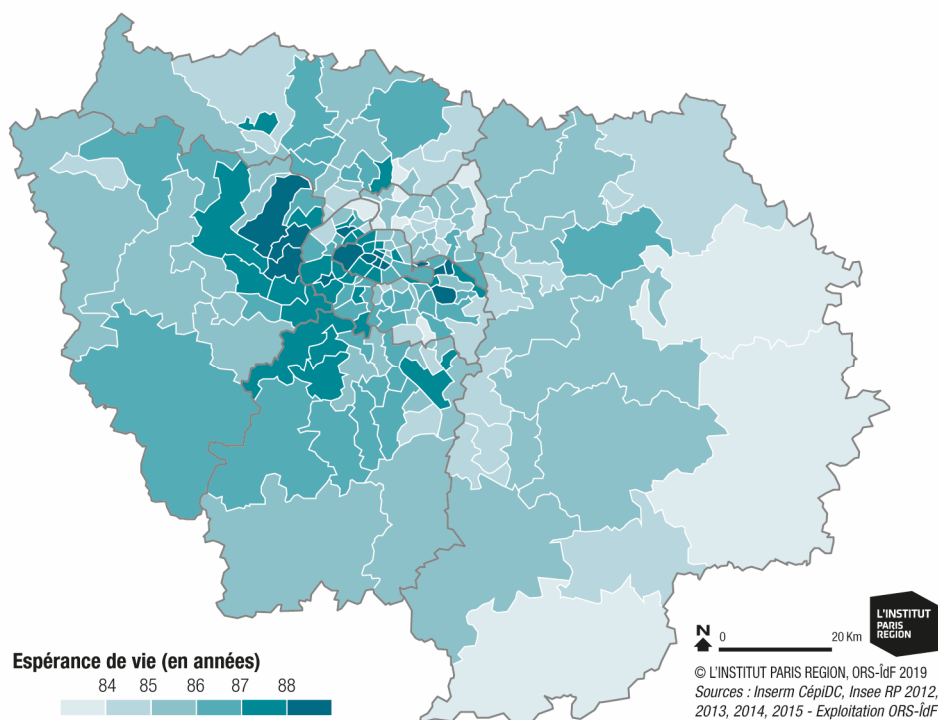 Espérance de vie (en années)
84 85 86 87 88
N
0 20 Km
L'INSTITUT
PARIS
REGION
© L'INSTITUT PARIS REGION, ORS-ÎdF 2019
Sources : Inserm CépiDC, Insee RP 2012,
2013, 2014, 2015 - Exploitation ORS-ÎdF